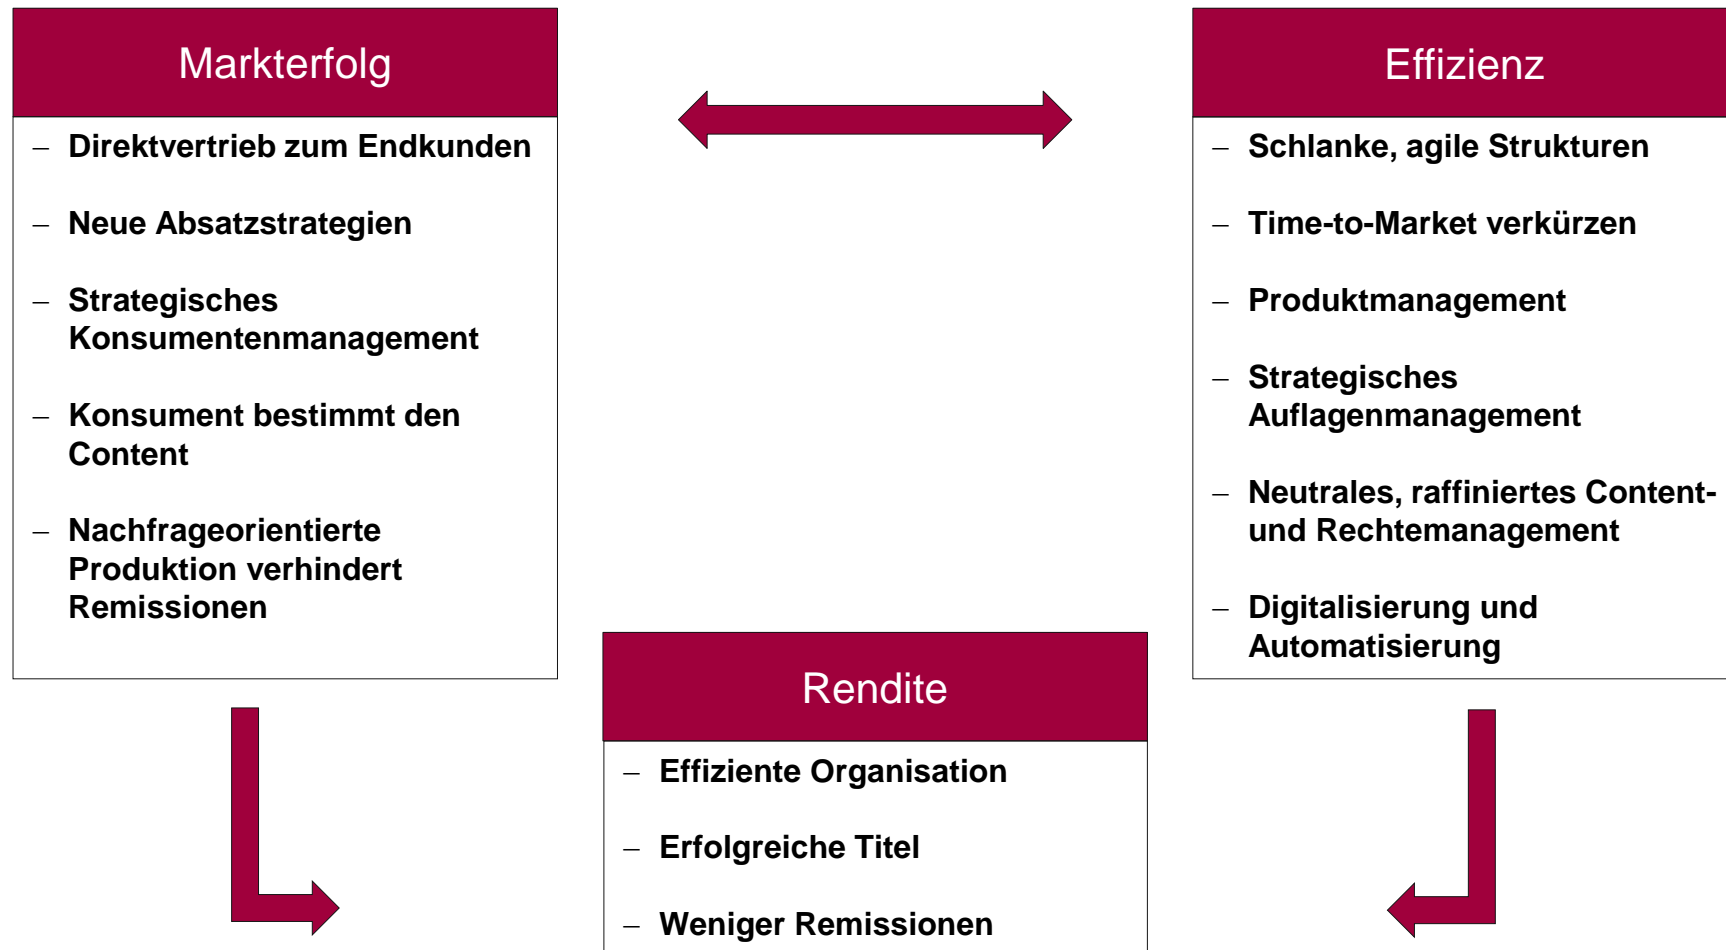 Markterfolg
– Direktvertrieb zum Endkunden
– Neue Absatzstrategien
– Strategisches
Konsumentenmanagement
– Konsument bestimmt den
Content
– Nachfrageorientierte
Produktion verhindert
Remissionen
Effizienz
– Schlanke, agile Strukturen
– Time-to-Market verkürzen
– Produktmanagement
– Strategisches
Auflagenmanagement
– Neutrales, raffiniertes Content-
und Rechtemanagement
– Digitalisierung und
Automatisierung
Rendite
– Effiziente Organisation
– Erfolgreiche Titel
– Weniger Remissionen